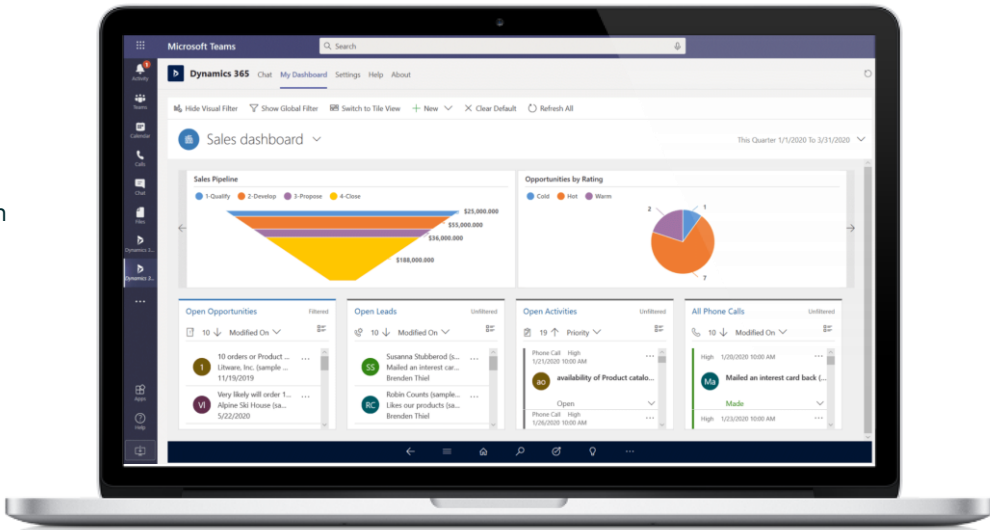 n
Microsoft Teams
Search
Activity
Teams
Calendar
Calls
Chat
Files
Dynamics 3...
Dynamics 3...
Apps
Help
Dynamics 365 Chat My Dashboard Settings Help About
Hide Visual Filter Show Global Filter Switch to Tile View New Clear Default Refresh All
Sales dashboard
This Quarter 1/1/2020 To 3/31/2020
Sales Pipeline
1-Qualify 2-Develop 3-Propose 4-Close
$25,000.000
$55,000.000
$36,000.000
$188,000.000
Opportunities by Rating
Cold Hot Warm
2
1
7
Open Opportunities Filtered
10 Modified On
1
10 orders or Product ...
Litware, Inc. (sample ...
11/19/2019
VI
Very likely will order 1...
Alpine Ski House (sa...
5/22/2020
Open Leads Unfiltered
10 Modified On
SS
Susanna Stubberod (s...
Mailed an interest car...
Brenden Thiel
RC
Robin Counts (sample...
Likes our products (sa...
Brenden Thiel
Open Activities Unfiltered
19 Priority
Phone Call High
1/21/2020 10:00 AM
ao
availability of Product catalo...
Open
Phone Call High
1/26/2020 10:00 AM
All Phone Calls Unfiltered
10 Modified On
High 1/20/2020 10:00 AM
Ma
Mailed an interest card back (...
Made
High 1/23/2020 10:00 AM